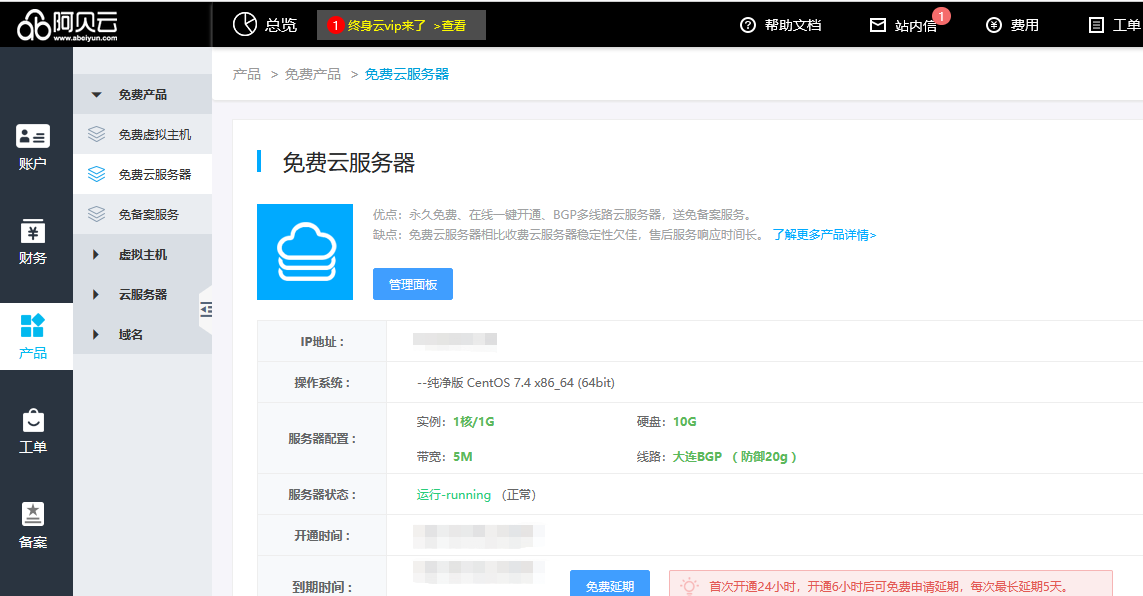 阿贝云
www.abeiyun.com
总览
1 终身云vip来了 >查看
帮助文档
站内信 1
费用
工单
账户
财务
产品
工单
备案
免费产品
免费虚拟主机
免费云服务器
免备案服务
虚拟主机
云服务器
域名
产品 > 免费产品 > 免费云服务器
免费云服务器
优点：永久免费、在线一键开通、BGP多线路云服务器，送免备案服务。
缺点：免费云服务器相比收费云服务器稳定性欠佳，售后服务响应时间长。 了解更多产品详情>
管理面板
IP地址：
操作系统： --纯净版 CentOS 7.4 x86_64 (64bit)
服务器配置：
实例：1核/1G 硬盘：10G
带宽：5M 线路：大连BGP （防御20g）
服务器状态： 运行-running （正常）
开通时间：
到期时间： 免费延期 首次开通24小时，开通6小时后可免费申请延期，每次最长延期5天。